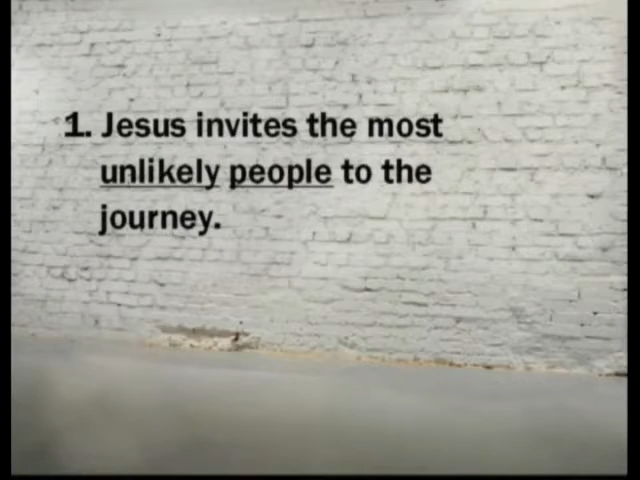 1. Jesus invites the most
unlikely people to the
journey.